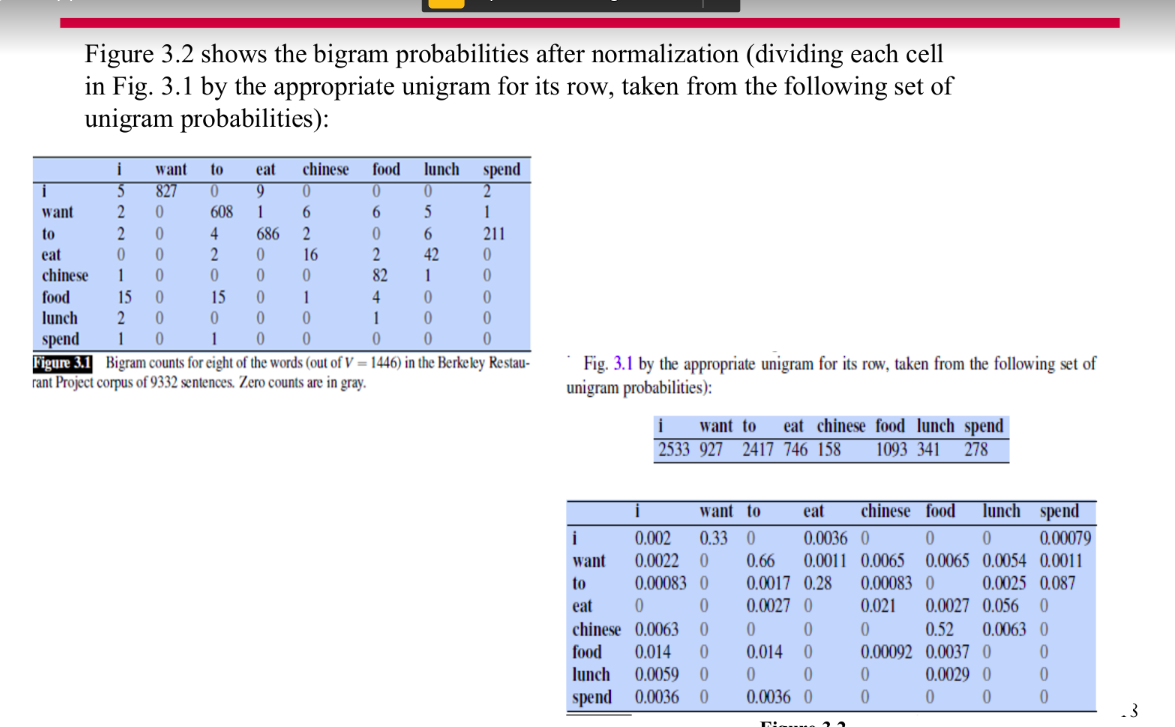 Figure 3.2 shows the bigram probabilities after normalization (dividing each cell
in Fig. 3.1 by the appropriate unigram for its row, taken from the following set of
unigram probabilities):
i want to eat chinese food lunch spend
i 5 827 0 9 0 0 0 2
want 2 0 608 1 6 6 5 1
to 2 0 4 686 2 0 6 211
eat 0 0 2 0 16 2 42 0
chinese 1 0 0 0 0 82 1 0
food 15 0 15 0 1 4 0 0
lunch 2 0 0 0 0 1 0 0
spend 1 0 1 0 0 0 0 0
Figure 3.1 Bigram counts for eight of the words (out of V = 1446) in the Berkeley Restau-
rant Project corpus of 9332 sentences. Zero counts are in gray.
Fig. 3.1 by the appropriate unigram for its row, taken from the following set of
unigram probabilities):
i want to eat chinese food lunch spend
2533 927 2417 746 158 1093 341 278
i want to eat chinese food lunch spend
i 0.002 0.33 0 0.0036 0 0 0 0.00079
want 0.0022 0 0.66 0.0011 0.0065 0.0065 0.0054 0.0011
to 0.00083 0 0.0017 0.28 0.00083 0 0.0025 0.087
eat 0 0 0.0027 0 0.021 0.0027 0.056 0
chinese 0.0063 0 0 0 0 0.52 0.0063 0
food 0.014 0 0.014 0 0.00092 0.0037 0 0
lunch 0.0059 0 0 0 0 0.0029 0 0
spend 0.0036 0 0.0036 0 0 0 0 0
3